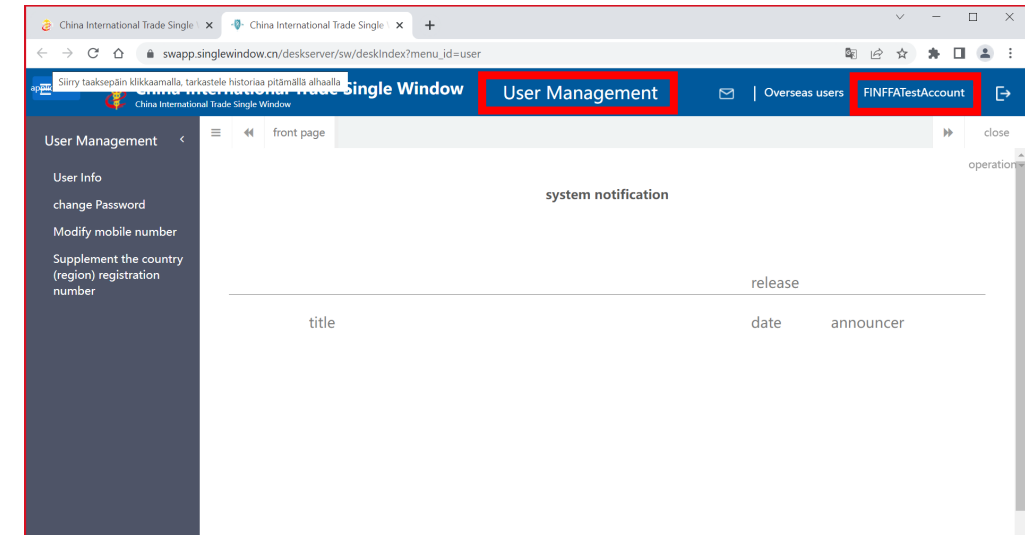 China International Trade Single
China International Trade Single
swapp.singlewindow.cn/deskserver/sw/deskIndex?menu_id=user
Siirry taaksepäin klikkaamalla, tarkastele historiaa pitämällä alhaalla
Single Window
China International Trade Single Window
User Management
Overseas users
FINFFATestAccount
User Management
front page
close
operation
User Info
change Password
Modify mobile number
Supplement the country
(region) registration
number
system notification
release
title
date
announcer